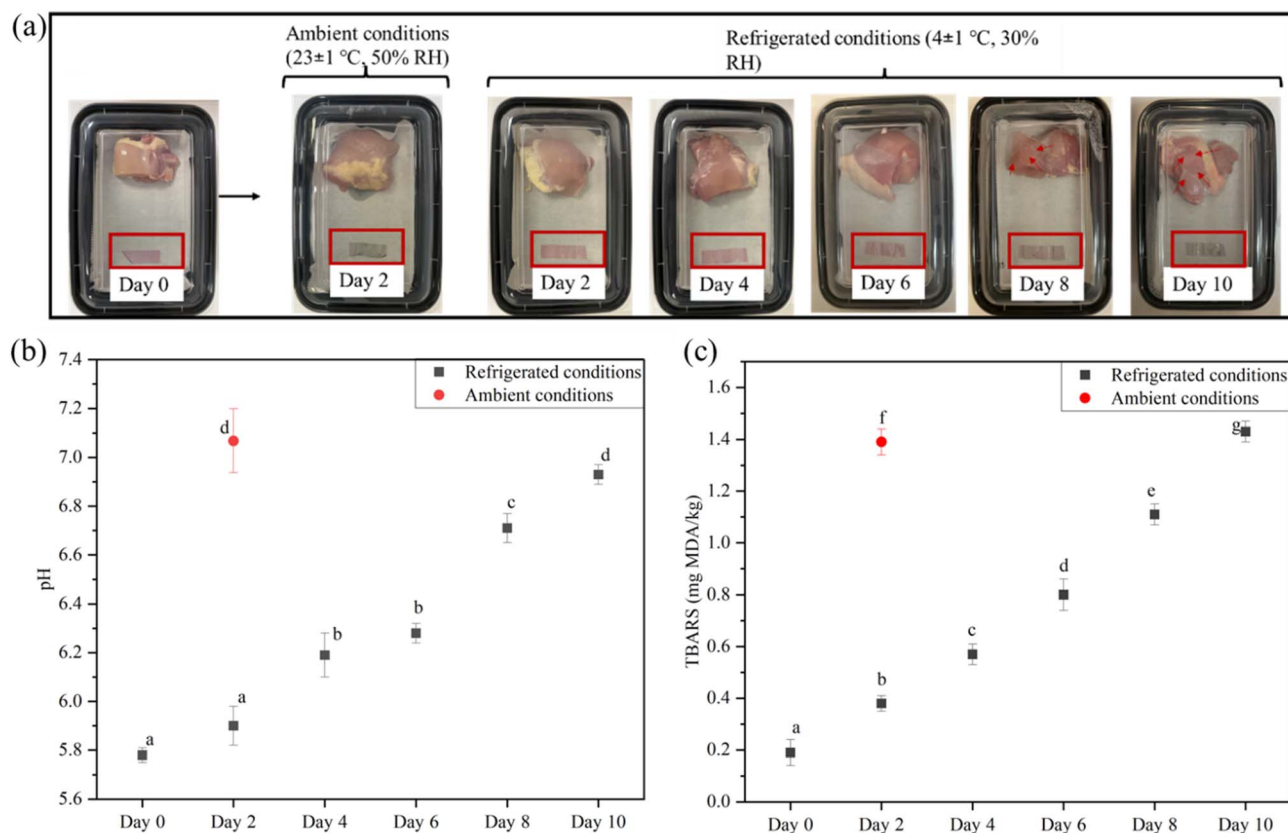 (a)
Ambient conditions
(23±1 °C, 50% RH)
Refrigerated conditions (4±1 °C, 30%
RH)
Day 0
Day 2
Day 2
Day 4
Day 6
Day 8
Day 10
(b)
7.4
7.2
7.0
6.8
6.6
6.4
6.2
6.0
5.8
5.6
pH
Refrigerated conditions
Ambient conditions
a
a
d
b
b
c
d
Day 0
Day 2
Day 4
Day 6
Day 8
Day 10
(c)
1.6
1.4
1.2
1.0
0.8
0.6
0.4
0.2
0.0
TBARS (mg MDA/kg)
Refrigerated conditions
Ambient conditions
a
b
f
c
d
e
g
Day 0
Day 2
Day 4
Day 6
Day 8
Day 10